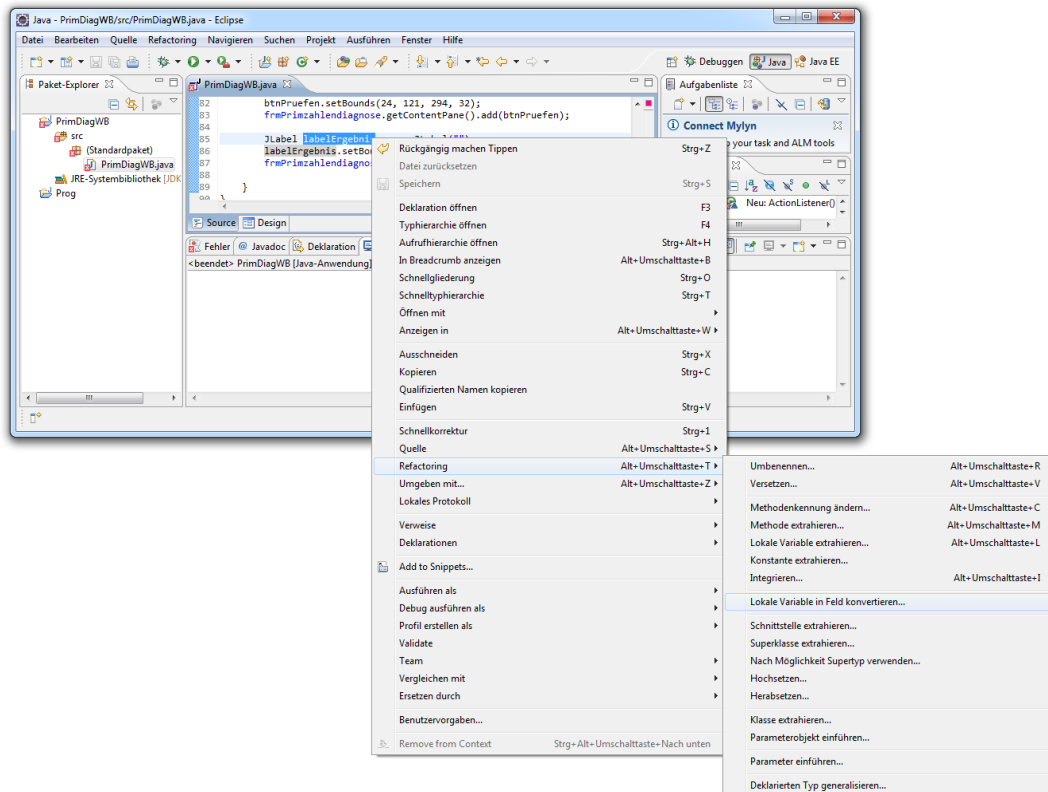 Java - PrimDiagWB/src/PrimDiagWB.java - Eclipse
Datei Bearbeiten Quelle Refactoring Navigieren Suchen Projekt Ausführen Fenster Hilfe
Debuggen Java Java EE
Paket-Explorer
PrimDiagWB
src
(Standardpaket)
PrimDiagWB.java
JRE-Systembibliothek [JDK
Prog
PrimDiagWB.java
82 btnPruefen.setBounds(24, 121, 294, 32);
83 frmPrimzahlendiagnose.getContentPane().add(btnPruefen);
84
85 JLabel labelErgebni
86 labelErgebnis.setBo
87 frmPrimzahlendiagnos
88
89 }
90 }
Source Design
Fehler Javadoc Deklaration
<beendet> PrimDiagWB [Java-Anwendung]
Aufgabenliste
Connect Mylyn
your task and ALM tools
Neu: ActionListener()
Rückgängig machen Tippen Strg+Z
Datei zurücksetzen
Speichern Strg+S
Deklaration öffnen F3
Typhierarchie öffnen F4
Aufrufhierarchie öffnen Strg+Alt+H
In Breadcrumb anzeigen Alt+Umschalttaste+B
Schnellgliederung Strg+O
Schnelltyphierarchie Strg+T
Öffnen mit
Anzeigen in Alt+Umschalttaste+W
Ausschneiden Strg+X
Kopieren Strg+C
Qualifizierten Namen kopieren
Einfügen Strg+V
Schnellkorrektur Strg+1
Quelle Alt+Umschalttaste+S
Refactoring Alt+Umschalttaste+T
Umgeben mit... Alt+Umschalttaste+Z
Lokales Protokoll
Verweise
Deklarationen
Add to Snippets...
Ausführen als
Debug ausführen als
Profil erstellen als
Validate
Team
Vergleichen mit
Ersetzen durch
Benutzervorgaben...
Remove from Context Strg+Alt+Umschalttaste+Nach unten
Umbenennen... Alt+Umschalttaste+R
Versetzen... Alt+Umschalttaste+V
Methodenkennung ändern... Alt+Umschalttaste+C
Methode extrahieren... Alt+Umschalttaste+M
Lokale Variable extrahieren... Alt+Umschalttaste+L
Konstante extrahieren...
Integrieren... Alt+Umschalttaste+I
Lokale Variable in Feld konvertieren...
Schnittstelle extrahieren...
Superklasse extrahieren...
Nach Möglichkeit Supertyp verwenden...
Hochsetzen...
Herabsetzen...
Klasse extrahieren...
Parameterobjekt einführen...
Parameter einführen...
Deklarierten Typ generalisieren...